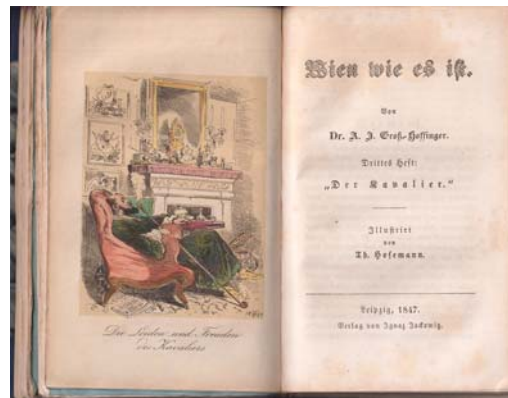 Die Leiden und Freuden
des Kavaliers
Wien wie es ist.
Von
Dr. A. J. Groß-Hoffinger.
Drittes Heft:
„Der Kavalier.“
Illustrirt
von
Th. Hosemann.
Leipzig, 1847.
Verlag von Ignaz Jackowitz.